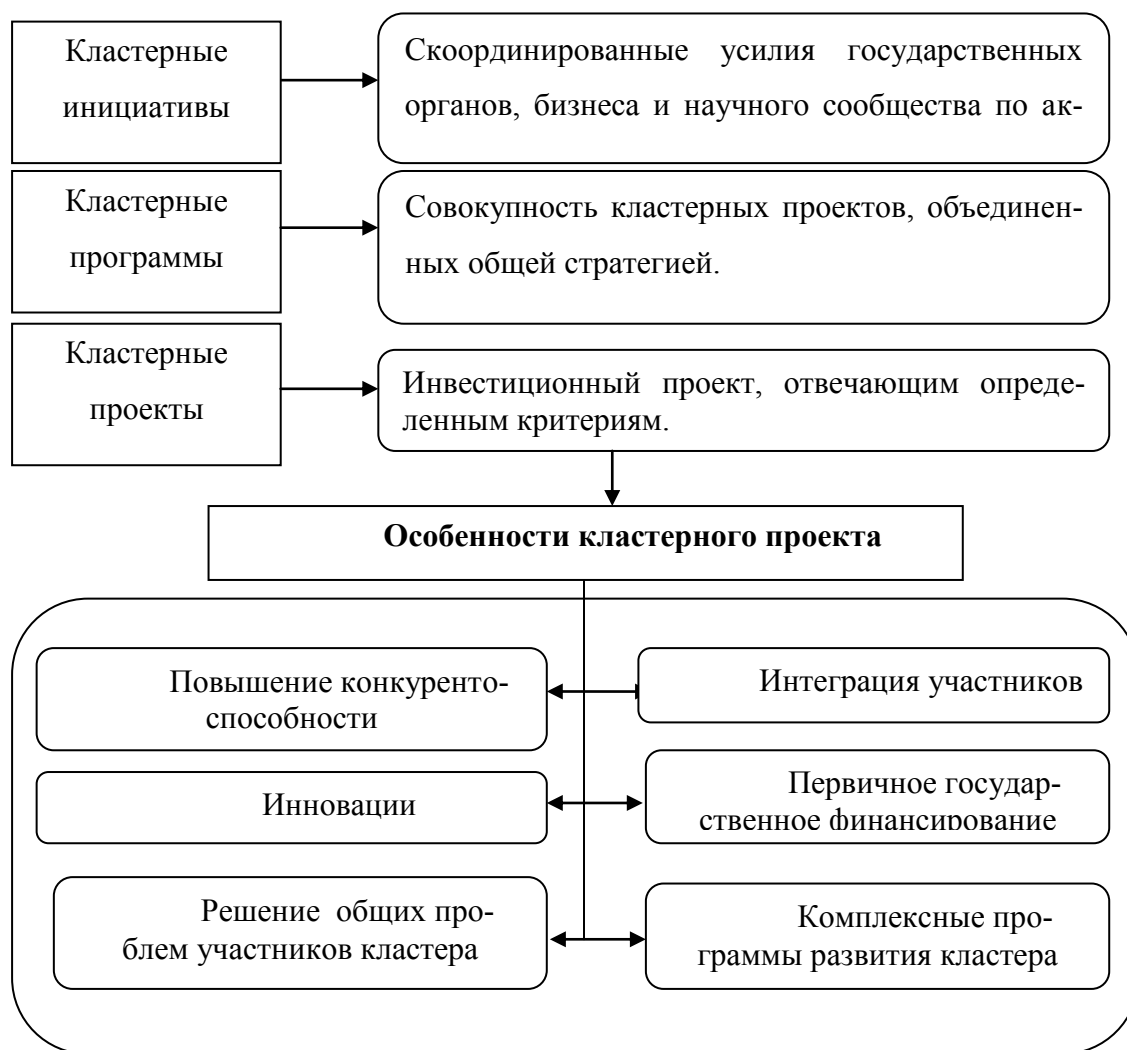 Кластерные
инициативы
Скоординированные усилия государственных
органов, бизнеса и научного сообщества по ак-
Кластерные
программы
Совокупность кластерных проектов, объединен-
ных общей стратегией.
Кластерные
проекты
Инвестиционный проект, отвечающим опреде-
ленным критериям.
Особенности кластерного проекта
Повышение конкуренто-
способности
Интеграция участников
Инновации
Первичное государ-
ственное финансирование
Решение общих про-
блем участников кластера
Комплексные про-
граммы развития кластера